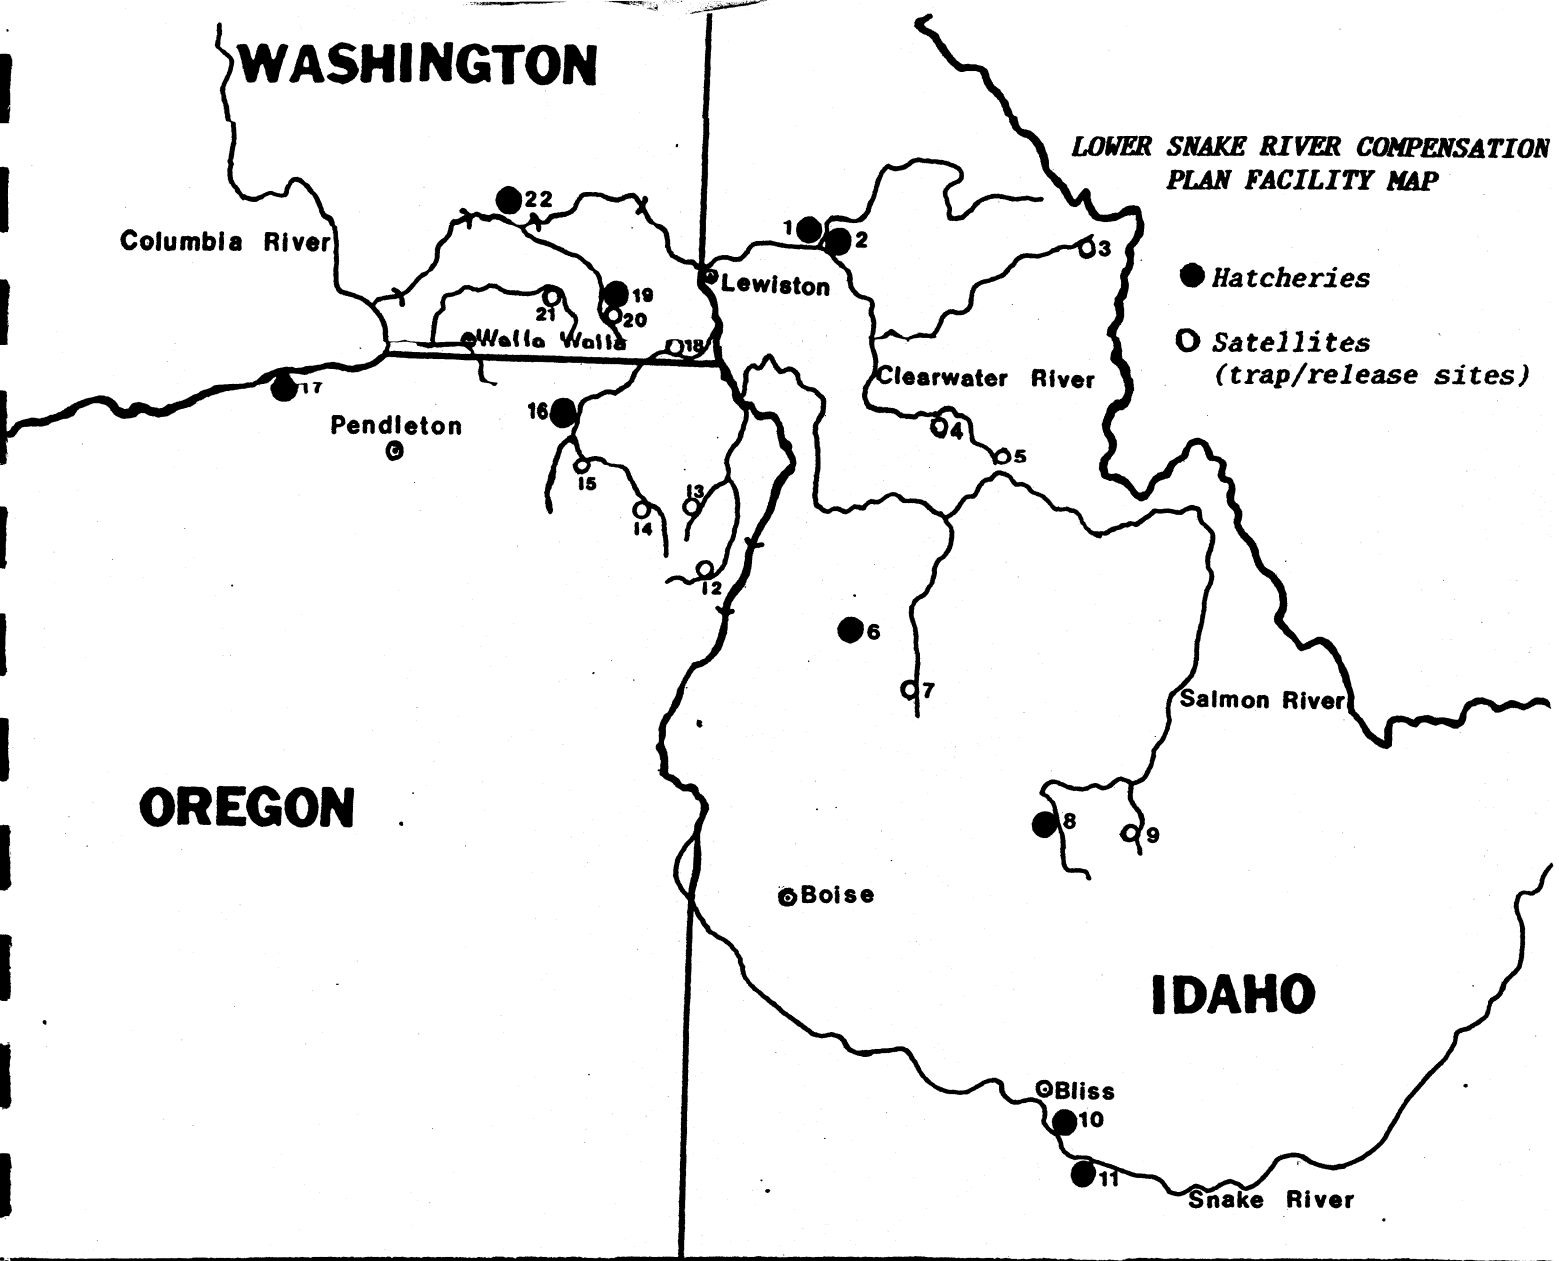 WASHINGTON
LOWER SNAKE RIVER COMPENSATION
PLAN FACILITY MAP
22
1
2
Columbia River
3
Hatcheries
Lewiston
19
21
20
Walla Walla
18
Satellites
(trap/release sites)
17
Clearwater River
16
Pendleton
4
5
15
13
14
12
6
7
Salmon River
OREGON
8
9
Boise
IDAHO
Bliss
10
11
Snake River